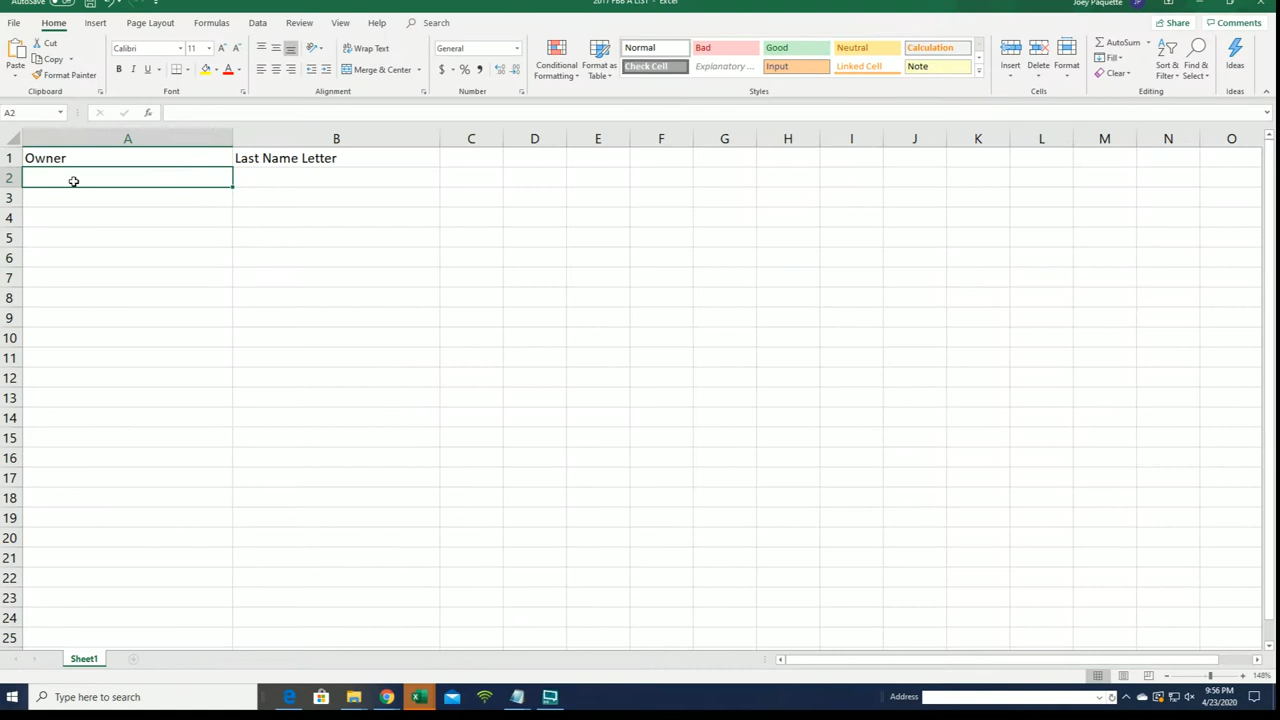 AutoSave Off 2017 FBB A LIST - Excel Joey Paquette JP
File Home Insert Page Layout Formulas Data Review View Help Search Share Comments
Paste Cut Copy Format Painter Clipboard
Calibri 11 A A B I U A Font
Wrap Text Merge & Center Alignment
General $ % , Number
Conditional Formatting Format as Table
Normal Bad Good Neutral Calculation
Check Cell Explanatory ... Input Linked Cell Note
Styles
Insert Delete Format Cells
AutoSum Fill Clear Sort & Filter Find & Select Editing
Ideas Ideas
A2 fx
A B C D E F G H I J K L M N O
1 Owner Last Name Letter
2
3
4
5
6
7
8
9
10
11
12
13
14
15
16
17
18
19
20
21
22
23
24
25
Sheet1
148%
Type here to search Address 9:56 PM
4/23/2020